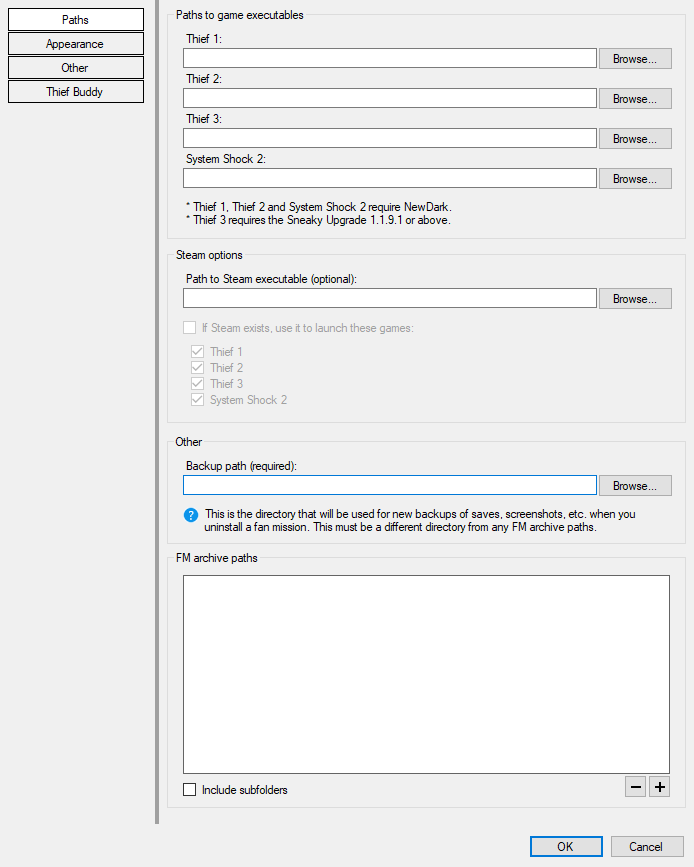 Paths
Appearance
Other
Thief Buddy
Paths to game executables
Thief 1:
Browse...
Thief 2:
Browse...
Thief 3:
Browse...
System Shock 2:
Browse...
* Thief 1, Thief 2 and System Shock 2 require NewDark.
* Thief 3 requires the Sneaky Upgrade 1.1.9.1 or above.
Steam options
Path to Steam executable (optional):
Browse...
If Steam exists, use it to launch these games:
Thief 1
Thief 2
Thief 3
System Shock 2
Other
Backup path (required):
Browse...
This is the directory that will be used for new backups of saves, screenshots, etc. when you
uninstall a fan mission. This must be a different directory from any FM archive paths.
FM archive paths
Include subfolders
OK
Cancel